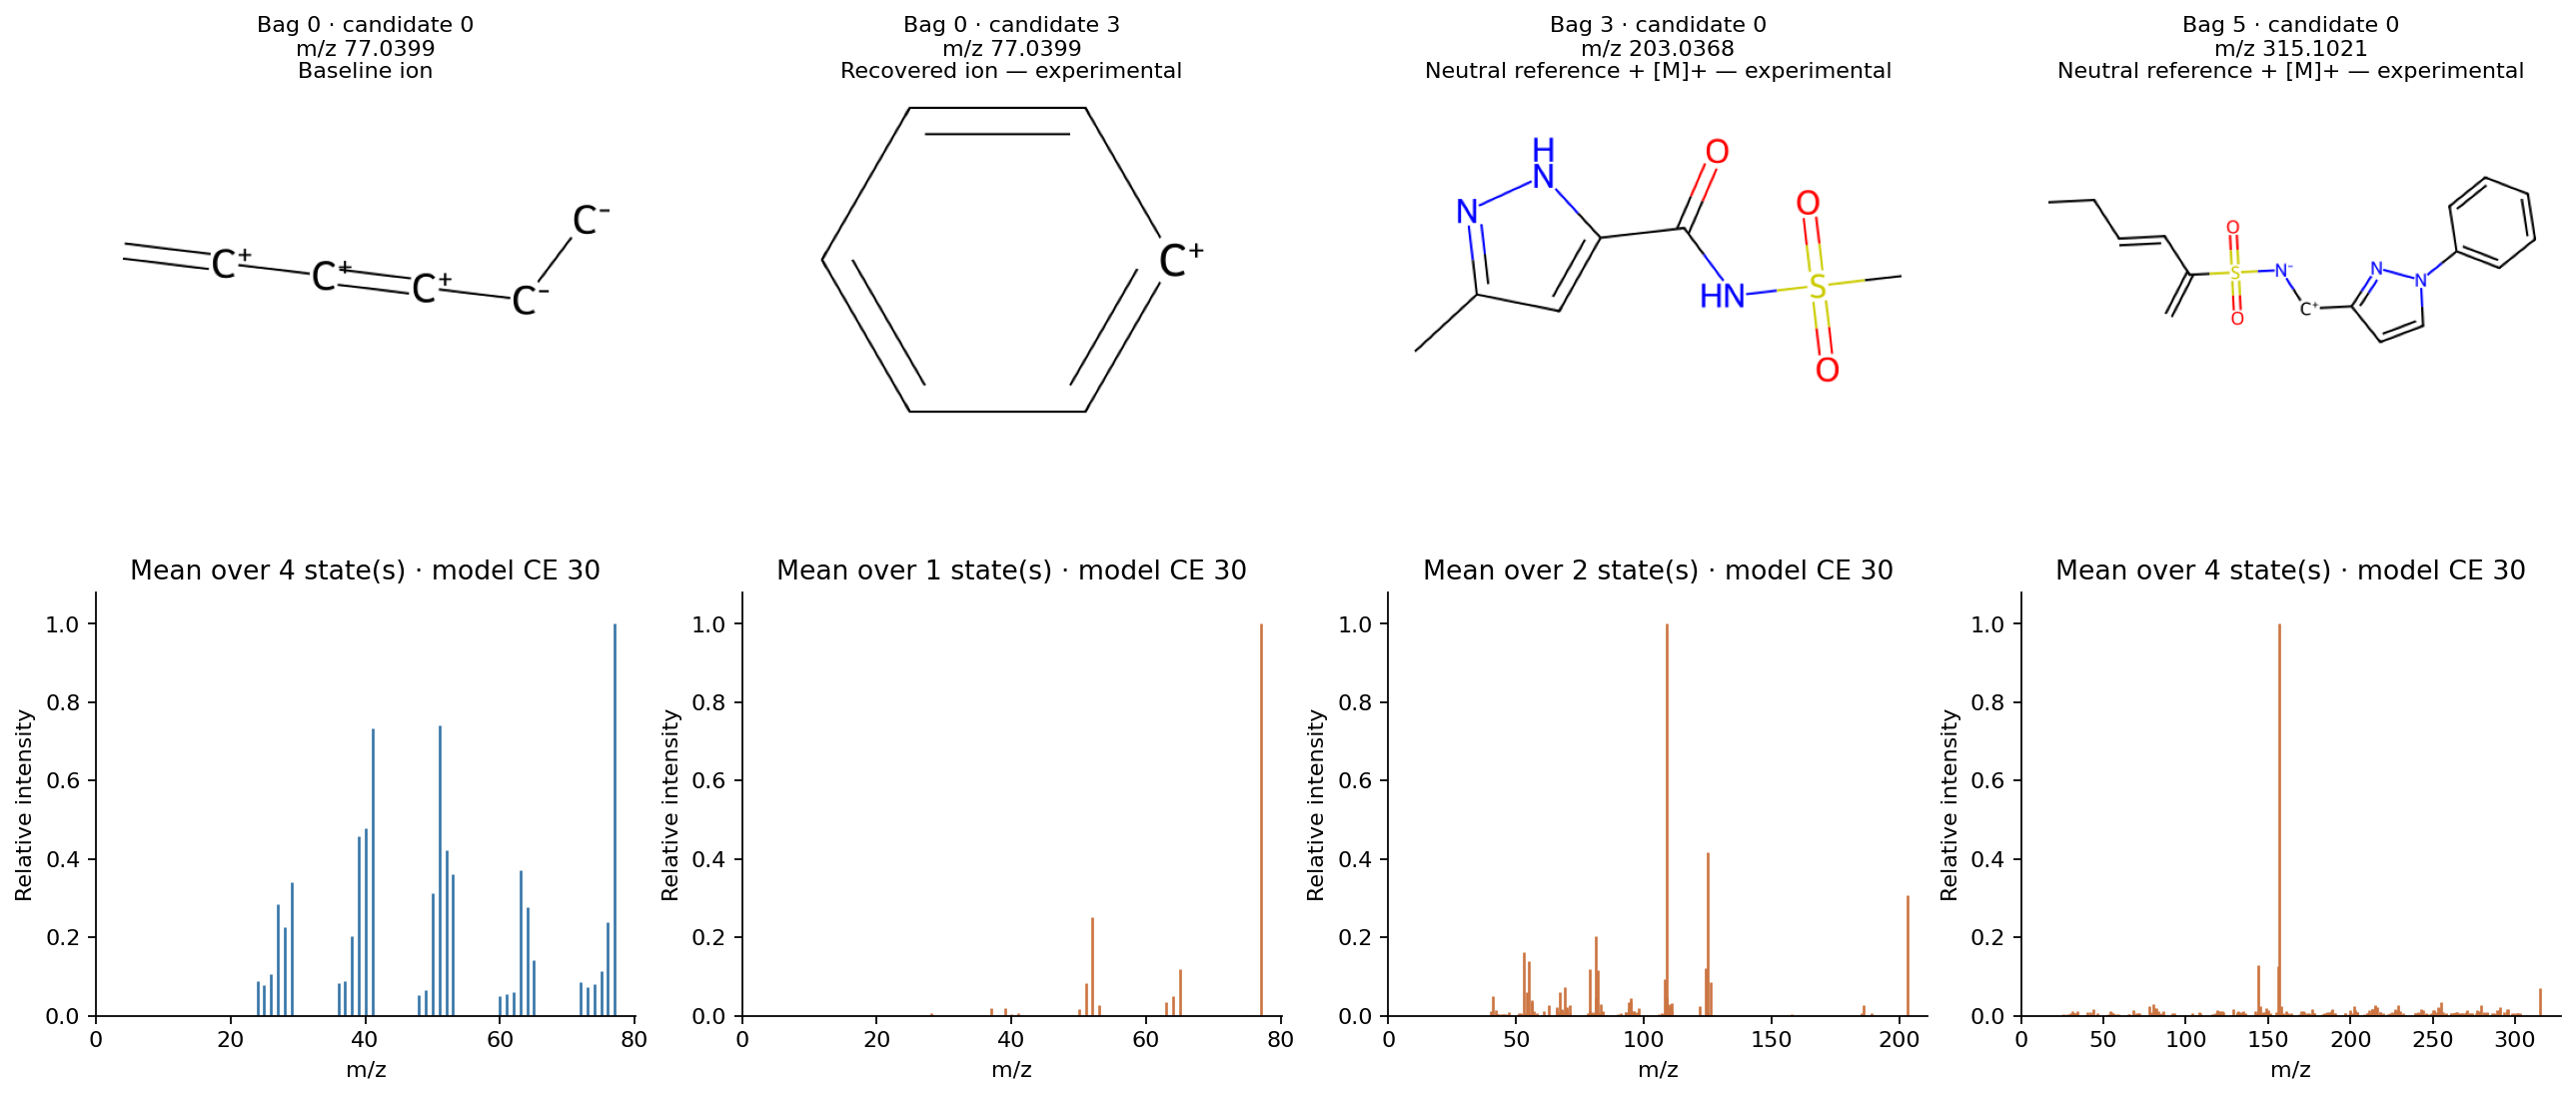 Bag 0 · candidate 0
m/z 77.0399
Baseline ion
Bag 0 · candidate 3
m/z 77.0399
Recovered ion — experimental
Bag 3 · candidate 0
m/z 203.0368
Neutral reference + [M]+ — experimental
Bag 5 · candidate 0
m/z 315.1021
Neutral reference + [M]+ — experimental
C+
C+
C+
C-
C-
C+
H
N
N
O
HN
S
O
O
O
S
O
N-
C+
N
N
Mean over 4 state(s) · model CE 30
Relative intensity
1.0
0.8
0.6
0.4
0.2
0.0
0 20 40 60 80
m/z
Mean over 1 state(s) · model CE 30
Relative intensity
1.0
0.8
0.6
0.4
0.2
0.0
0 20 40 60 80
m/z
Mean over 2 state(s) · model CE 30
Relative intensity
1.0
0.8
0.6
0.4
0.2
0.0
0 50 100 150 200
m/z
Mean over 4 state(s) · model CE 30
Relative intensity
1.0
0.8
0.6
0.4
0.2
0.0
0 50 100 150 200 250 300
m/z